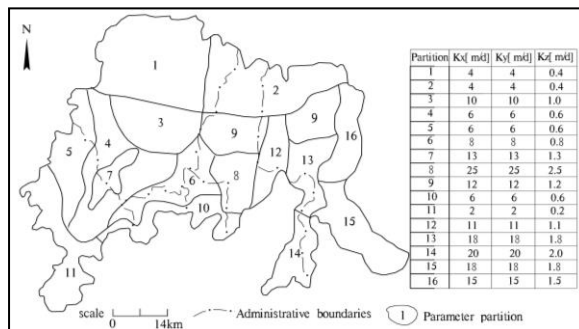 N
Partition Kx[ m/d] Ky[ m/d] Kz[ m/d]
1 4 4 0.4
2 4 4 0.4
3 10 10 1.0
4 6 6 0.6
5 6 6 0.6
6 8 8 0.8
7 13 13 1.3
8 25 25 2.5
9 12 12 1.2
10 6 6 0.6
11 2 2 0.2
12 11 11 1.1
13 18 18 1.8
14 20 20 2.0
15 18 18 1.8
16 15 15 1.5
1
2
3
9
9
16
4
5
12
13
7
6
8
10
15
14
11
scale
0 14km
Administrative boundaries
1 Parameter partition